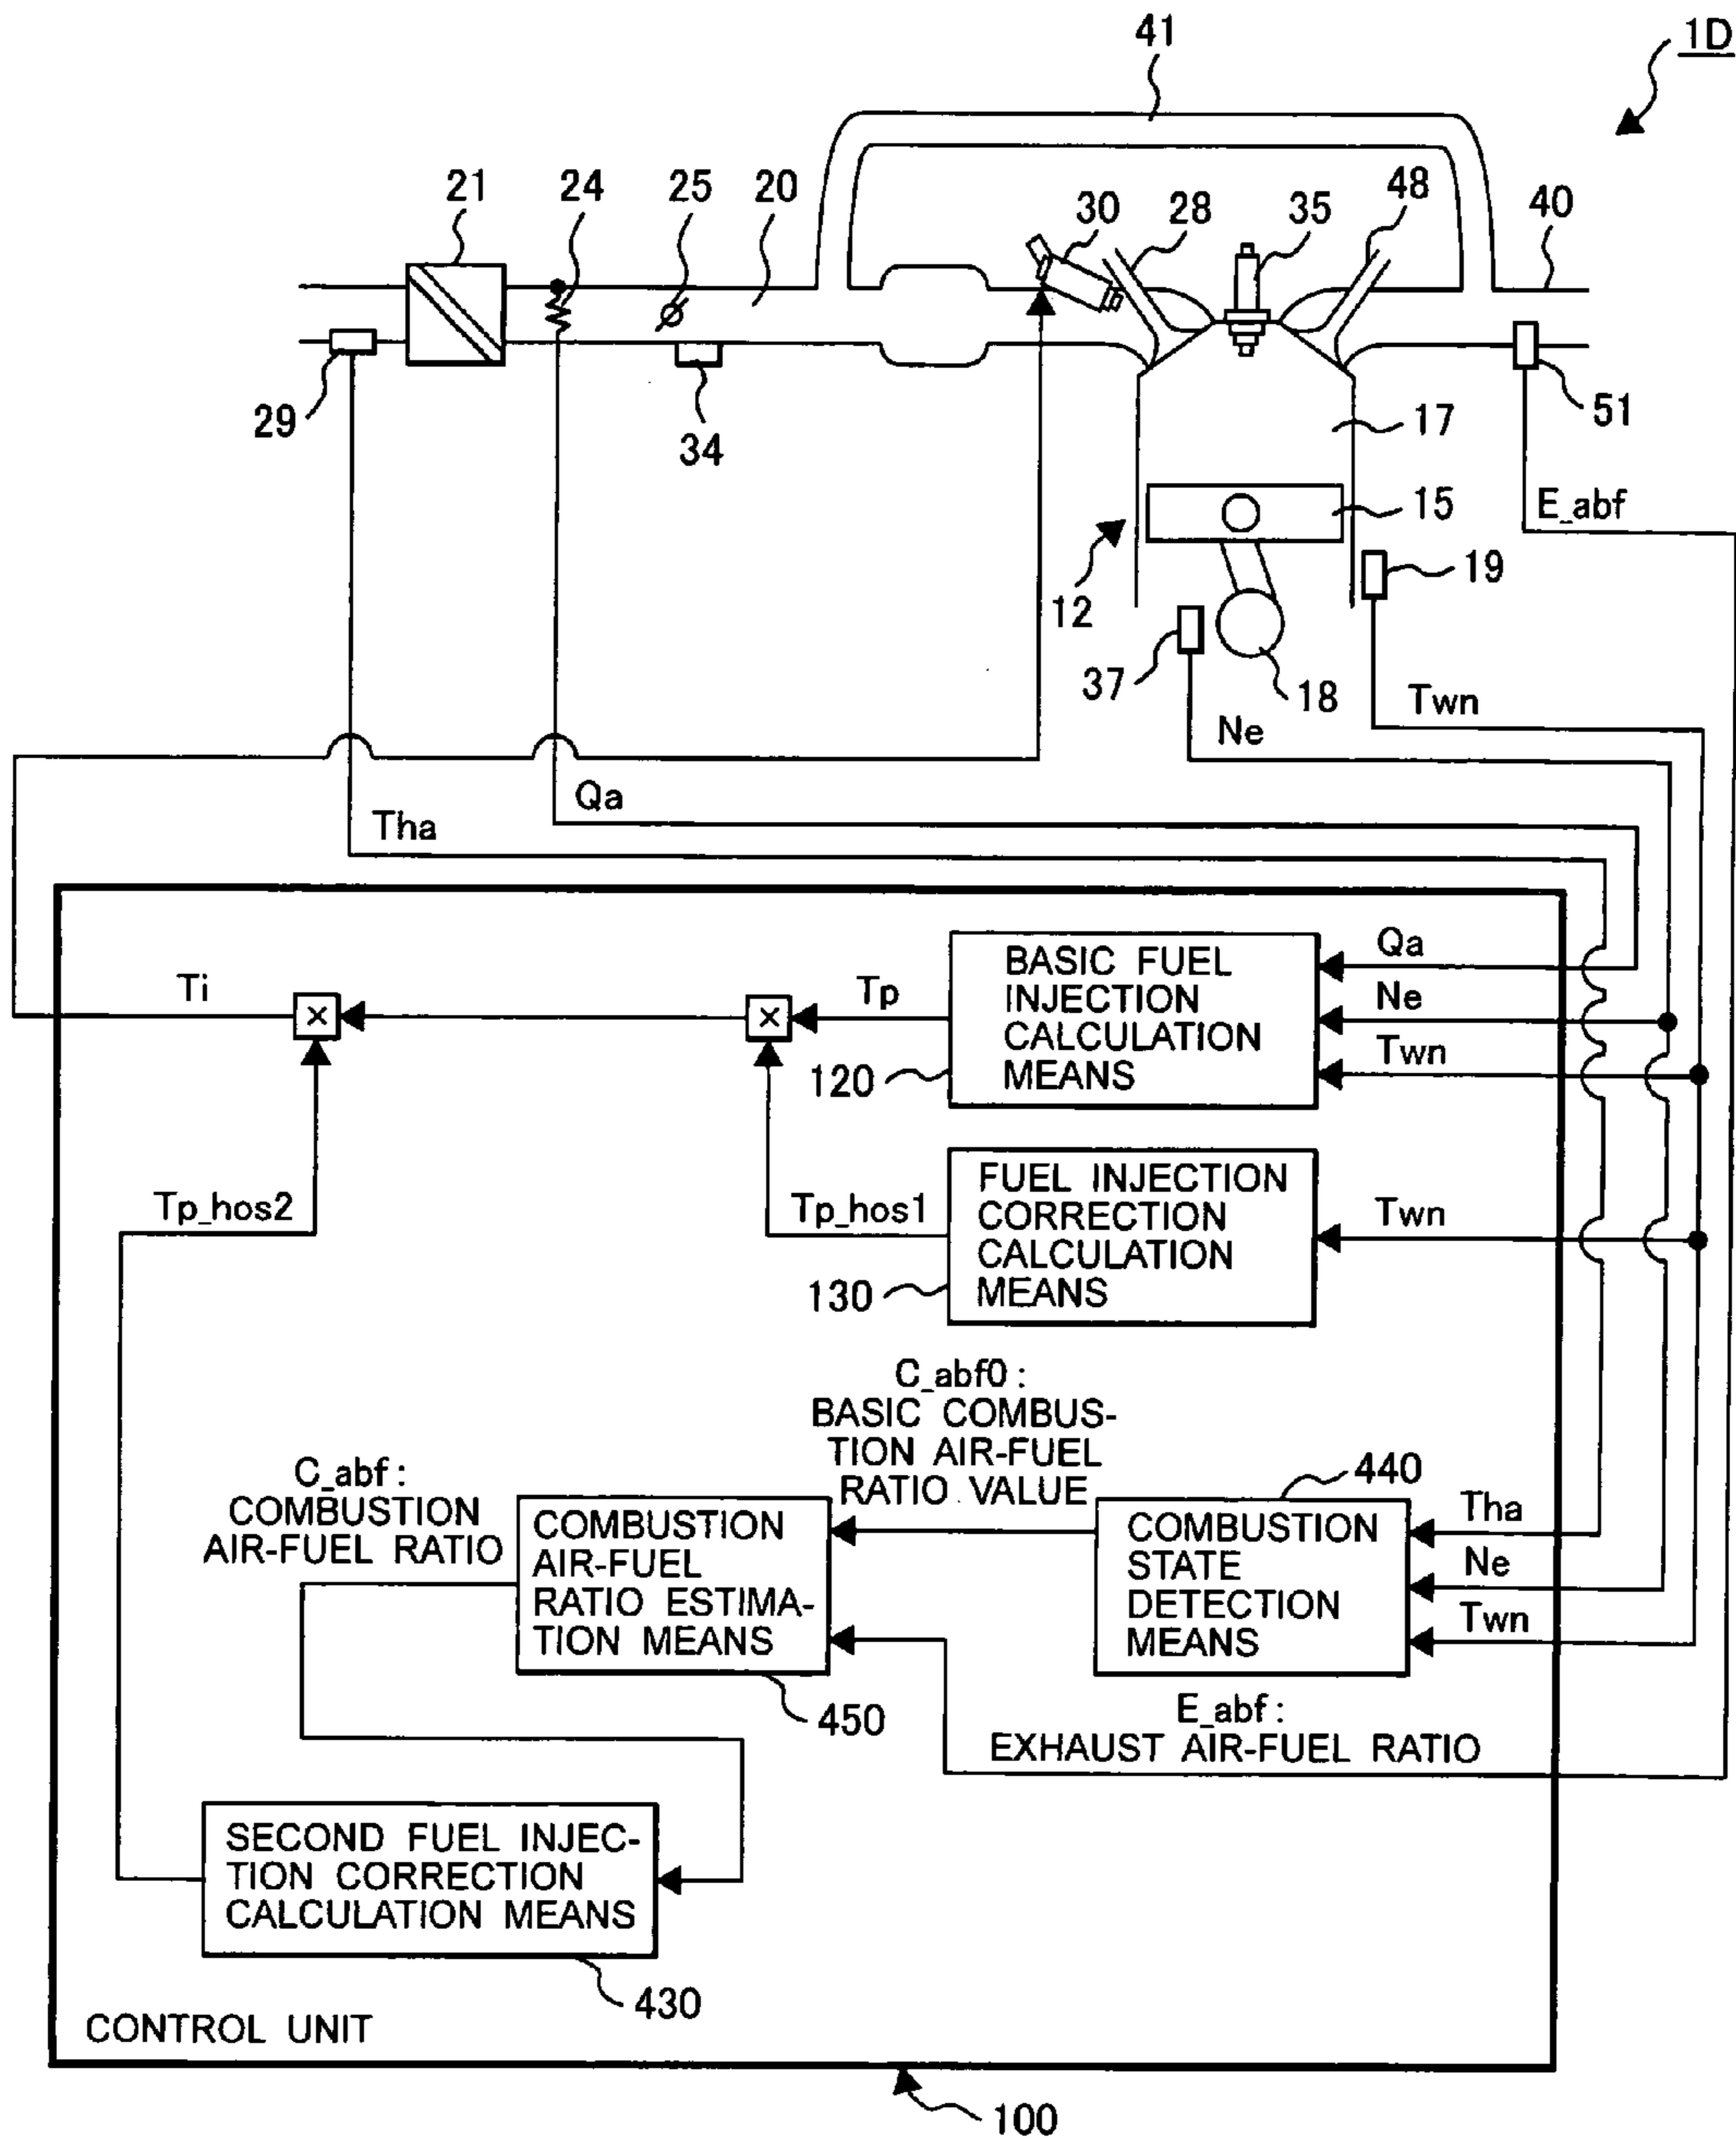 1D
41
21
24
25
20
30
28
35
48
40
29
34
17
51
15
E_abf
19
12
37
18
Twn
Ne
Qa
Tha
BASIC FUEL
INJECTION
CALCULATION
MEANS
Qa
Ne
Twn
Ti
Tp
120
FUEL INJECTION
CORRECTION
CALCULATION
MEANS
Twn
Tp_hos2
Tp_hos1
130
C_abf0 :
BASIC COMBUS-
TION AIR-FUEL
RATIO VALUE
C_abf :
COMBUSTION
AIR-FUEL RATIO
440
COMBUSTION
AIR-FUEL
RATIO ESTIMA-
TION MEANS
COMBUSTION
STATE
DETECTION
MEANS
Tha
Ne
Twn
450
E_abf :
EXHAUST AIR-FUEL RATIO
SECOND FUEL INJEC-
TION CORRECTION
CALCULATION MEANS
430
CONTROL UNIT
100